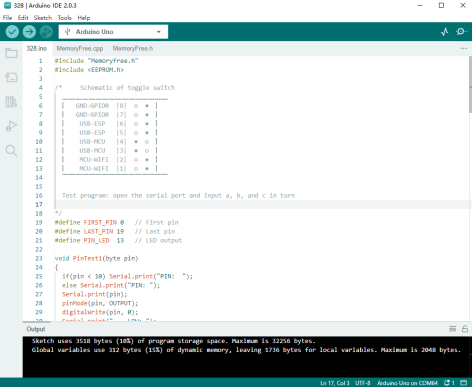 328 | Arduino IDE 2.0.3
File Edit Sketch Tools Help
Arduino Uno
328.ino MemoryFree.cpp MemoryFree.h
1 #include "MemoryFree.h"
2 #include <EEPROM.h>
3
4 /* Schematic of toggle switch
5
6 | GND-GPIO0 |8| ○ ● |
7 | GND-GPIO0 |7| ○ ● |
8 | USB-ESP |6| ○ ● |
9 | USB-ESP |5| ○ ● |
10 | USB-MCU |4| ● ○ |
11 | USB-MCU |3| ● ○ |
12 | MCU-WIFI |2| ○ ● |
13 | MCU-WIFI |1| ○ ● |
14
15
16 Test program: open the serial port and input a, b, and c in turn
17
18 */
19 #define FIRST_PIN 0 // First pin
20 #define LAST_PIN 19 // Last pin
21 #define PIN_LED 13 // LED output
22
23 void PinTest1(byte pin)
24 {
25 if(pin < 10) Serial.print("PIN: ");
26 else Serial.print("PIN: ");
27 Serial.print(pin);
28 pinMode(pin, OUTPUT);
29 digitalWrite(pin, 0);
Output
Sketch uses 3518 bytes (10%) of program storage space. Maximum is 32256 bytes.
Global variables use 312 bytes (15%) of dynamic memory, leaving 1736 bytes for local variables. Maximum is 2048 bytes.
Ln 17, Col 3 UTF-8 Arduino Uno on COM64 1